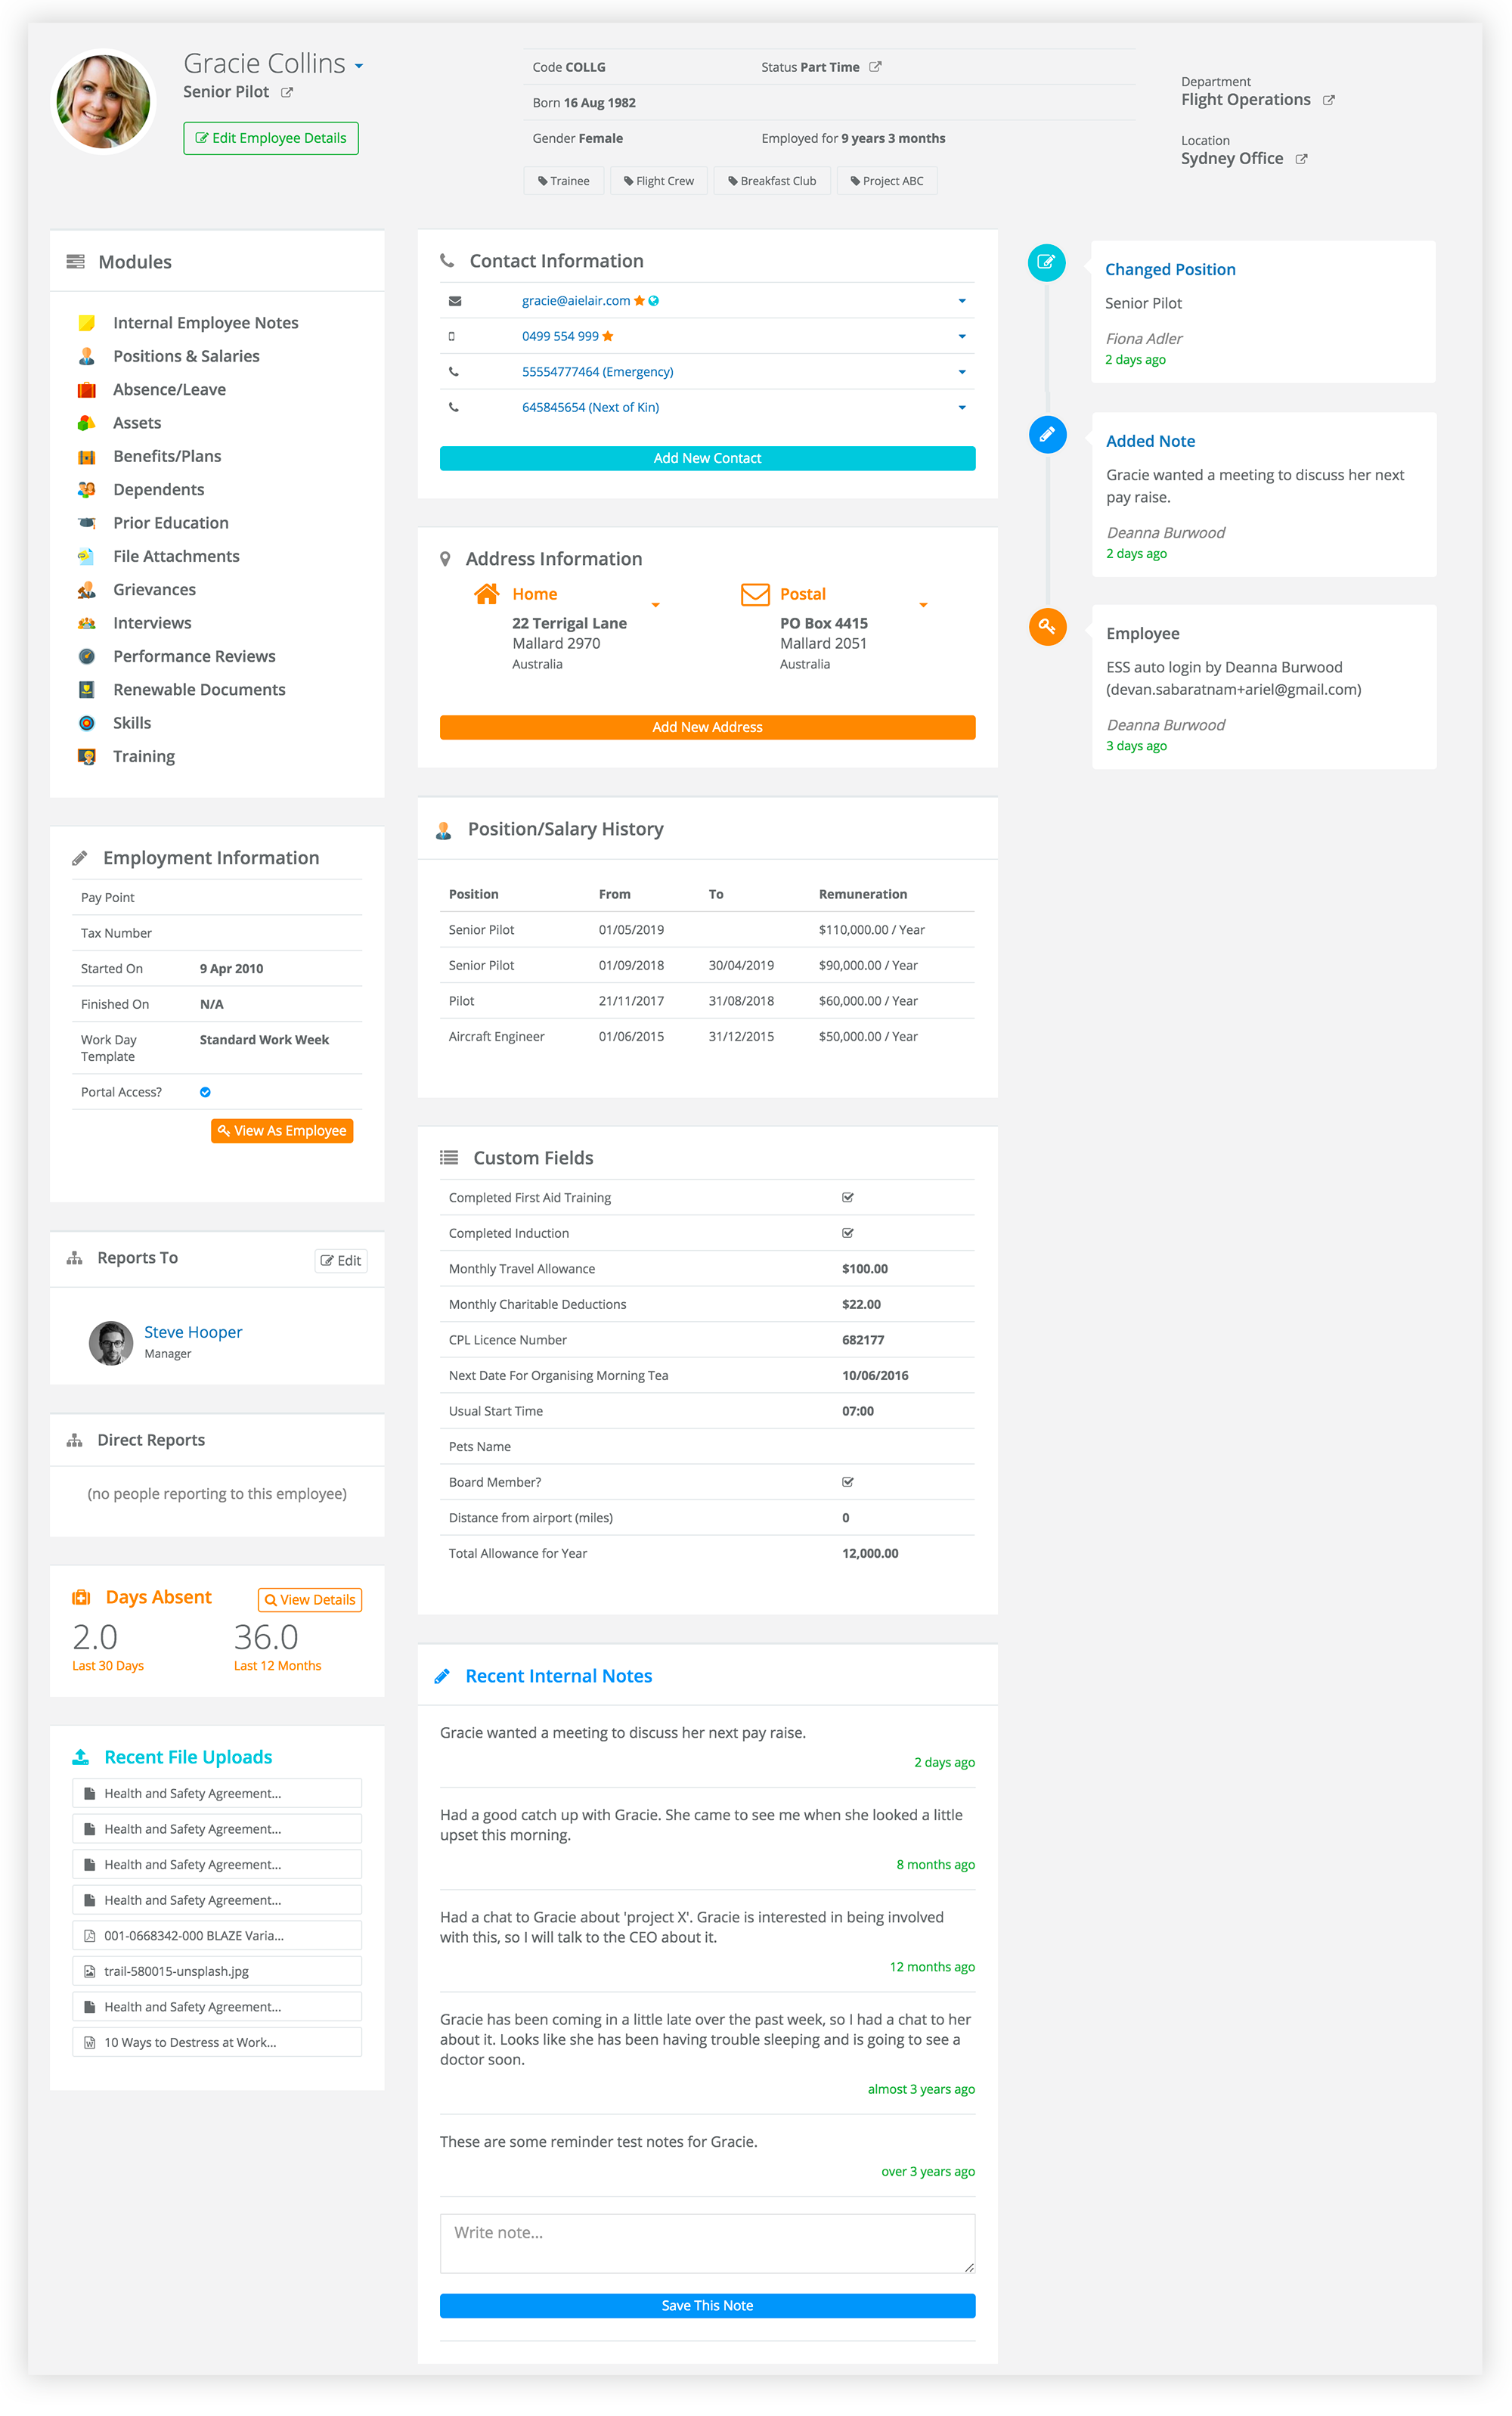 Gracie Collins
Senior Pilot
Edit Employee Details
Code COLLG
Status Part Time
Born 16 Aug 1982
Gender Female
Employed for 9 years 3 months
Trainee
Flight Crew
Breakfast Club
Project ABC
Department
Flight Operations
Location
Sydney Office
Modules
Internal Employee Notes
Positions & Salaries
Absence/Leave
Assets
Benefits/Plans
Dependents
Prior Education
File Attachments
Grievances
Interviews
Performance Reviews
Renewable Documents
Skills
Training
Employment Information
Pay Point
Tax Number
Started On 9 Apr 2010
Finished On N/A
Work Day Standard Work Week
Template
Portal Access?
View As Employee
Reports To
Edit
Steve Hooper
Manager
Direct Reports
(no people reporting to this employee)
Days Absent
View Details
2.0 36.0
Last 30 Days Last 12 Months
Recent File Uploads
Health and Safety Agreement...
Health and Safety Agreement...
Health and Safety Agreement...
Health and Safety Agreement...
001-0668342-000 BLAZE Varia...
trail-580015-unsplash.jpg
Health and Safety Agreement...
10 Ways to Destress at Work...
Contact Information
gracie@aielair.com
0499 554 999
55554777464 (Emergency)
645845654 (Next of Kin)
Add New Contact
Address Information
Home
22 Terrigal Lane
Mallard 2970
Australia
Postal
PO Box 4415
Mallard 2051
Australia
Add New Address
Position/Salary History
Position From To Remuneration
Senior Pilot 01/05/2019 $110,000.00 / Year
Senior Pilot 01/09/2018 30/04/2019 $90,000.00 / Year
Pilot 21/11/2017 31/08/2018 $60,000.00 / Year
Aircraft Engineer 01/06/2015 31/12/2015 $50,000.00 / Year
Custom Fields
Completed First Aid Training
Completed Induction
Monthly Travel Allowance $100.00
Monthly Charitable Deductions $22.00
CPL Licence Number 682177
Next Date For Organising Morning Tea 10/06/2016
Usual Start Time 07:00
Pets Name
Board Member?
Distance from airport (miles) 0
Total Allowance for Year 12,000.00
Recent Internal Notes
Gracie wanted a meeting to discuss her next pay raise.
2 days ago
Had a good catch up with Gracie. She came to see me when she looked a little
upset this morning.
8 months ago
Had a chat to Gracie about 'project X'. Gracie is interested in being involved
with this, so I will talk to the CEO about it.
12 months ago
Gracie has been coming in a little late over the past week, so I had a chat to her
about it. Looks like she has been having trouble sleeping and is going to see a
doctor soon.
almost 3 years ago
These are some reminder test notes for Gracie.
over 3 years ago
Write note...
Save This Note
Changed Position
Senior Pilot
Fiona Adler
2 days ago
Added Note
Gracie wanted a meeting to discuss her next
pay raise.
Deanna Burwood
2 days ago
Employee
ESS auto login by Deanna Burwood
(devan.sabaratnam+ariel@gmail.com)
Deanna Burwood
3 days ago